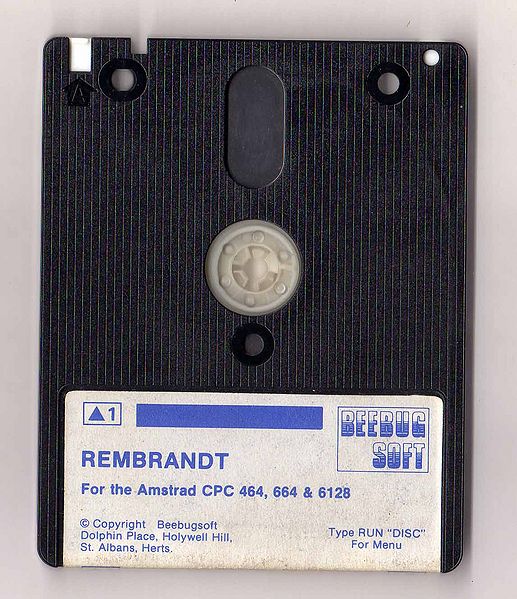 ▲1
BEEBUG
SOFT
REMBRANDT
For the Amstrad CPC 464, 664 & 6128
© Copyright Beebugsoft
Dolphin Place, Holywell Hill,
St. Albans, Herts.
Type RUN "DISC"
For Menu
A